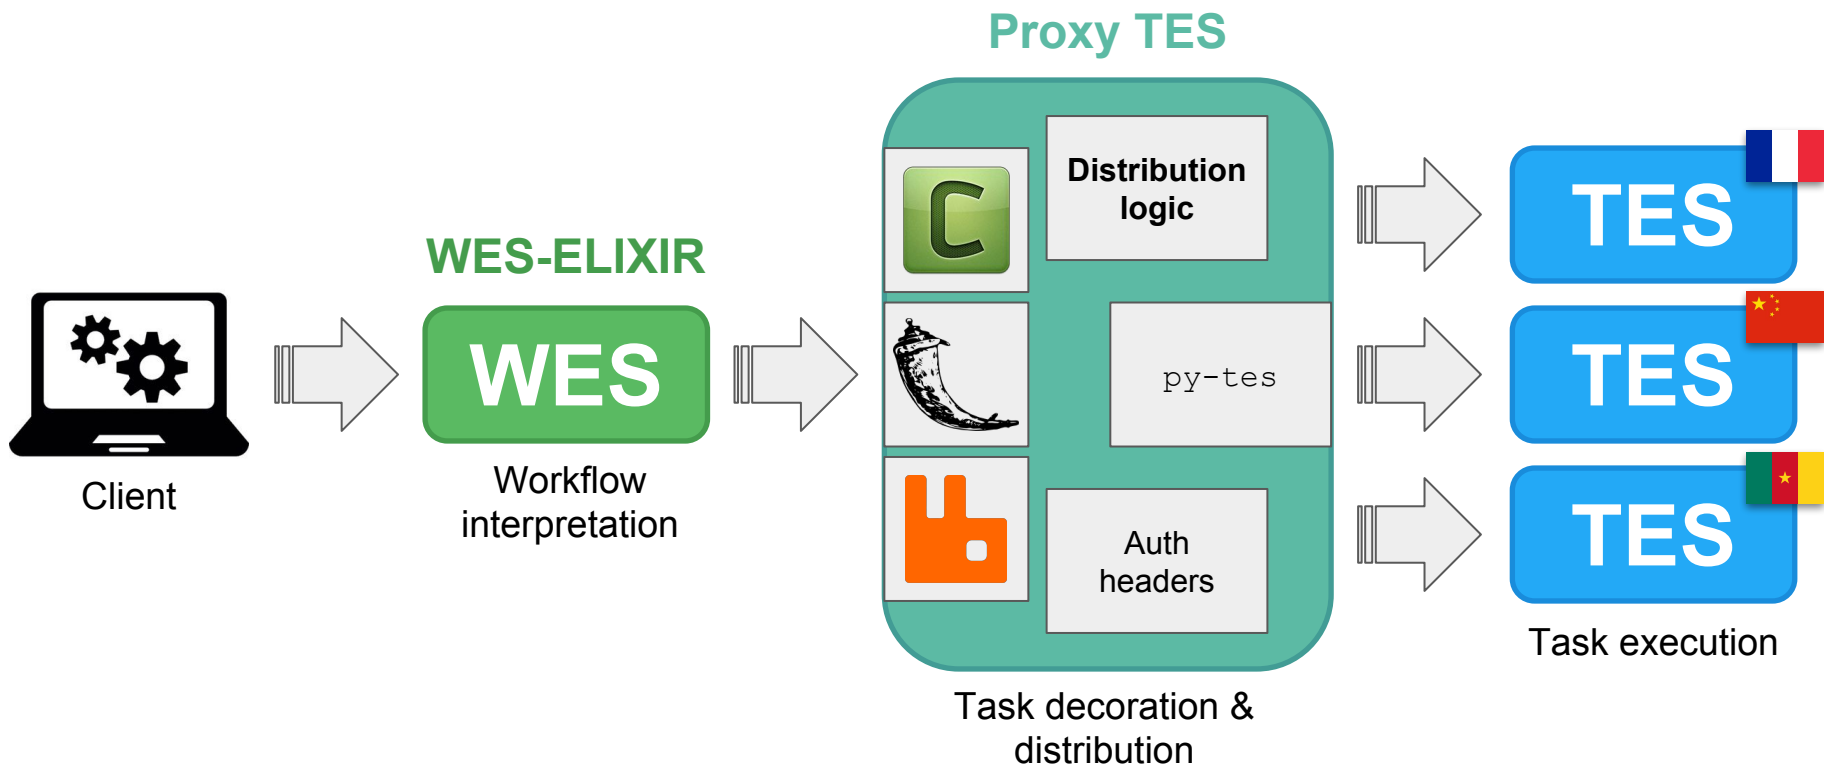 Proxy TES
Distribution
logic
WES-ELIXIR
WES
C
py-tes
Auth
headers
TES
TES
TES
Client
Workflow
interpretation
Task execution
Task decoration &
distribution